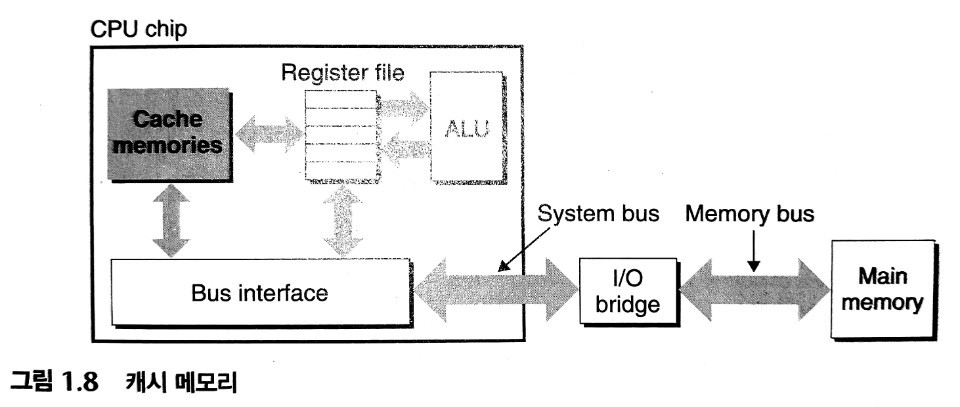 CPU chip
Register file
Cache
memories
ALU
System bus
Memory bus
Bus interface
I/O
bridge
Main
memory
그림 1.8 캐시 메모리